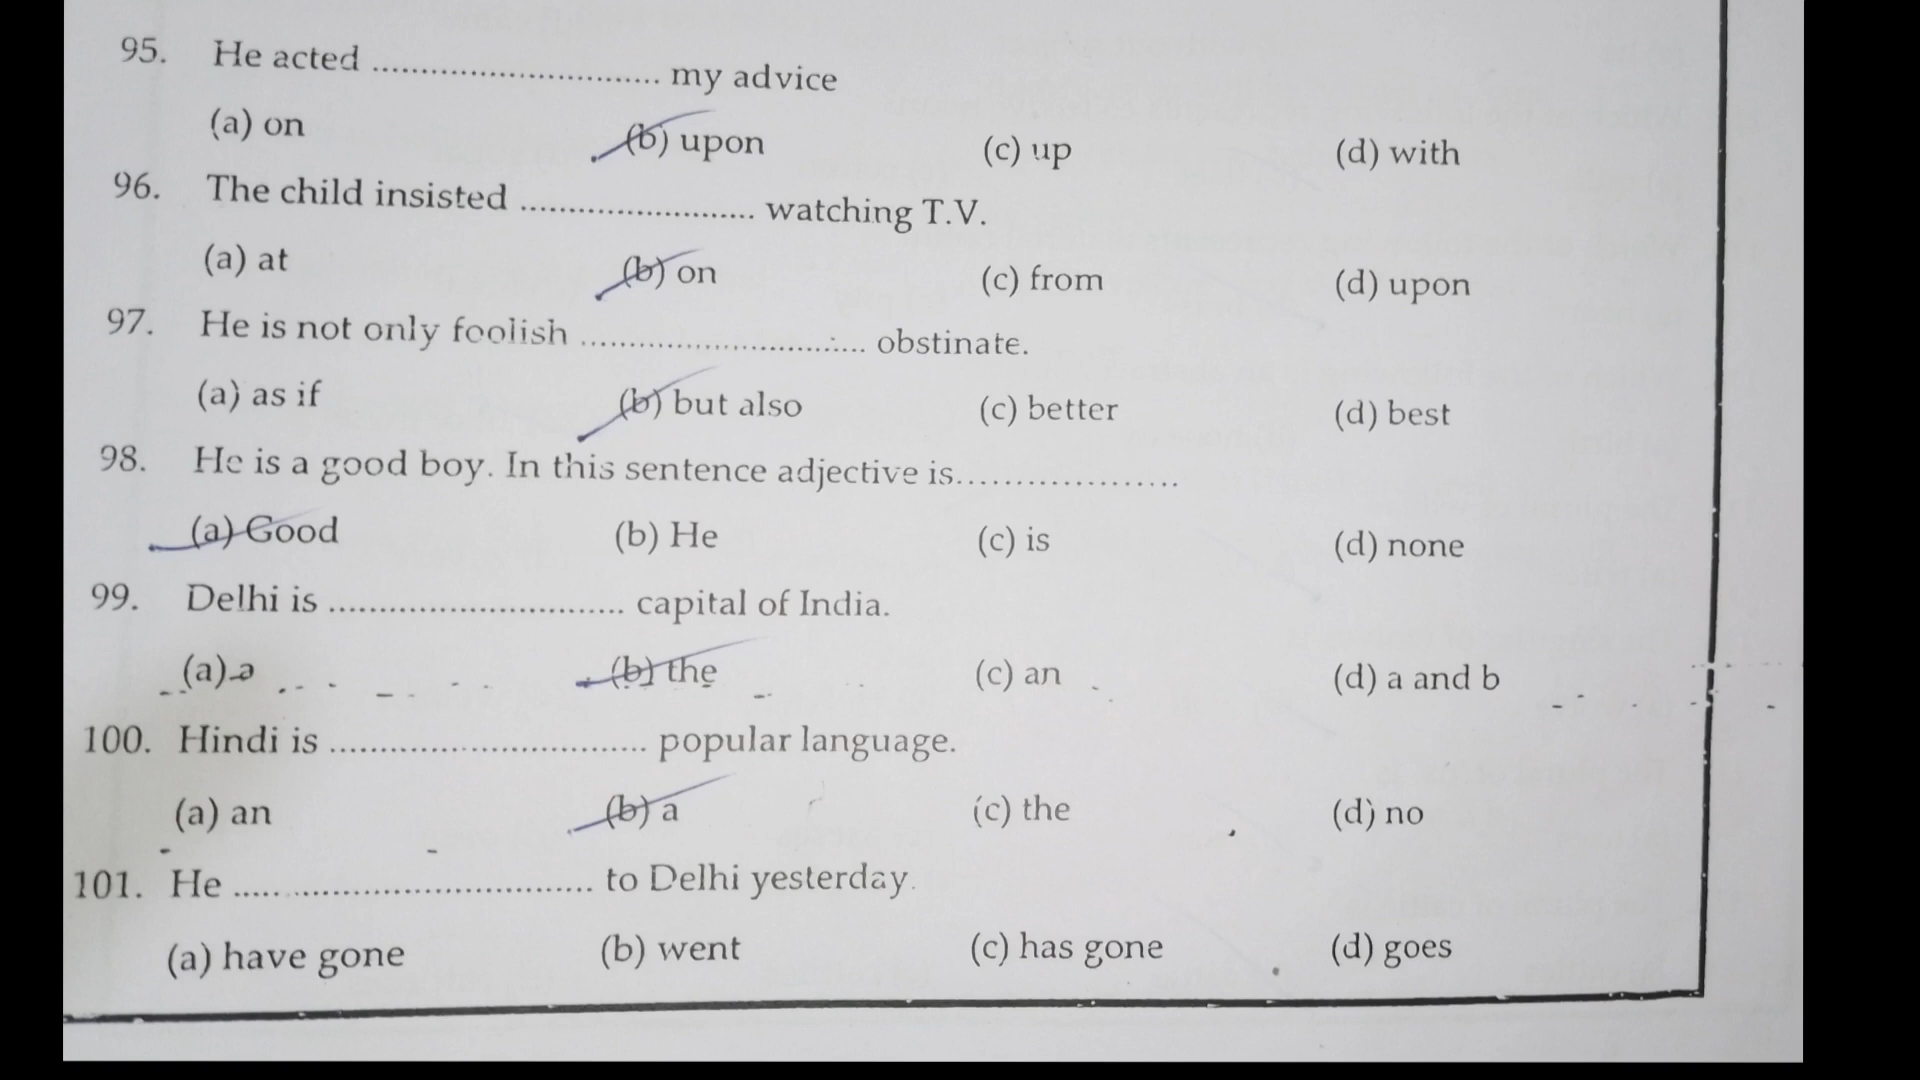 95. He acted .............................. my advice
(a) on (b) upon (c) up (d) with
96. The child insisted ........................ watching T.V.
(a) at (b) on (c) from (d) upon
97. He is not only foolish .............................. obstinate.
(a) as if (b) but also (c) better (d) best
98. He is a good boy. In this sentence adjective is...................
(a) Good (b) He (c) is (d) none
99. Delhi is .............................. capital of India.
(a) a (b) the (c) an (d) a and b
100. Hindi is ................................ popular language.
(a) an (b) a (c) the (d) no
101. He .................................... to Delhi yesterday.
(a) have gone (b) went (c) has gone (d) goes